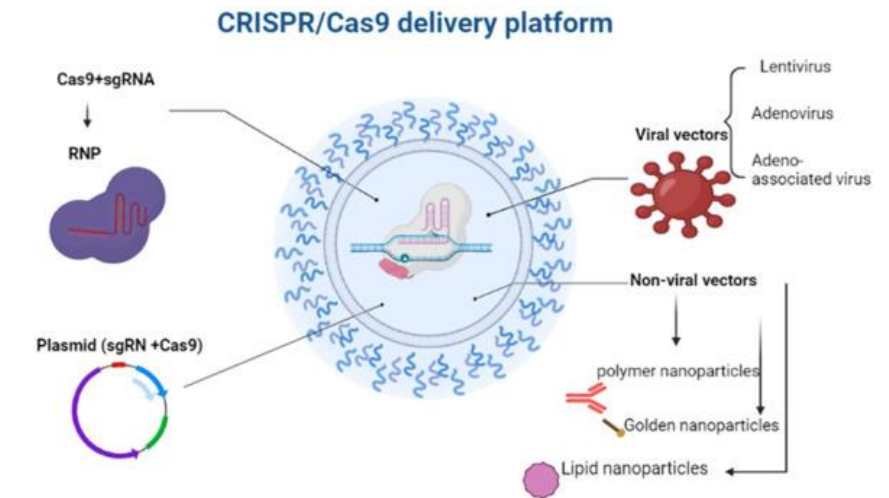 CRISPR/Cas9 delivery platform
Cas9+sgRNA
RNP
Plasmid (sgRN +Cas9)
Viral vectors
Lentivirus
Adenovirus
Adeno-
associated virus
Non-viral vectors
polymer nanoparticles
Golden nanoparticles
Lipid nanoparticles